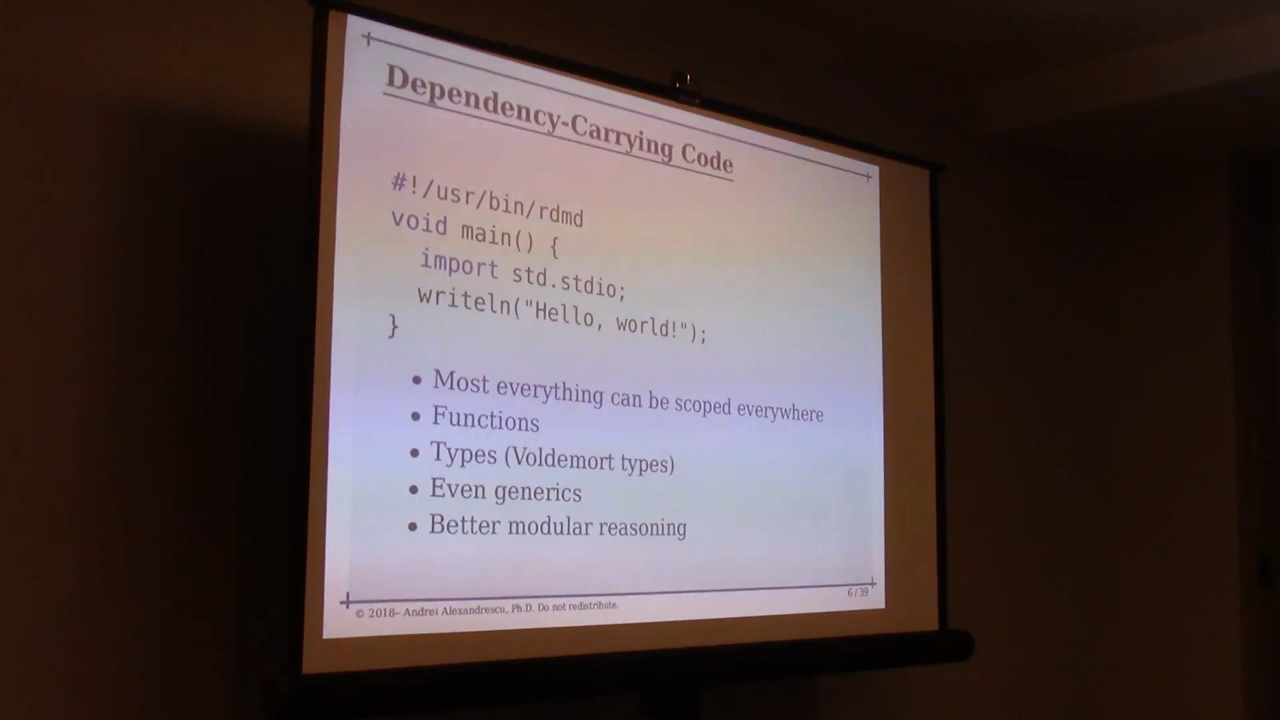 Dependency-Carrying Code
#!/usr/bin/rdmd
void main() {
  import std.stdio;
  writeln("Hello, world!");
}
• Most everything can be scoped everywhere
• Functions
• Types (Voldemort types)
• Even generics
• Better modular reasoning
© 2018– Andrei Alexandrescu, Ph.D. Do not redistribute.
6 / 39